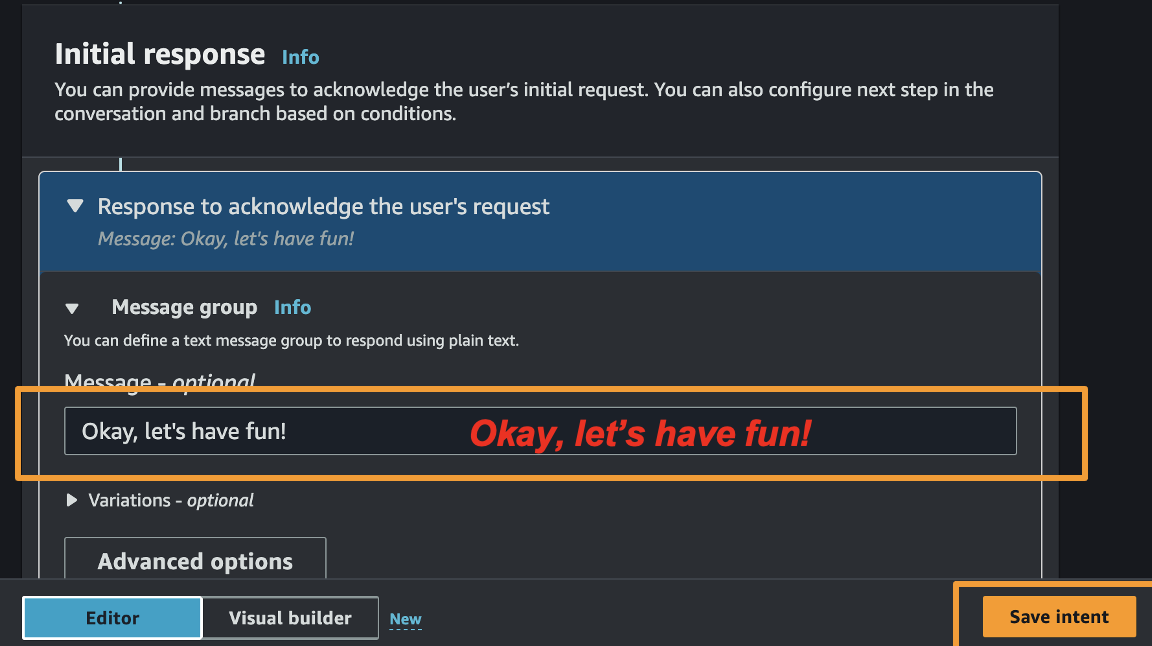 Initial response Info
You can provide messages to acknowledge the user's initial request. You can also configure next step in the
conversation and branch based on conditions.
Response to acknowledge the user's request
Message: Okay, let's have fun!
Message group Info
You can define a text message group to respond using plain text.
Message - optional
Okay, let's have fun! Okay, let’s have fun!
Variations - optional
Advanced options
Editor Visual builder New Save intent